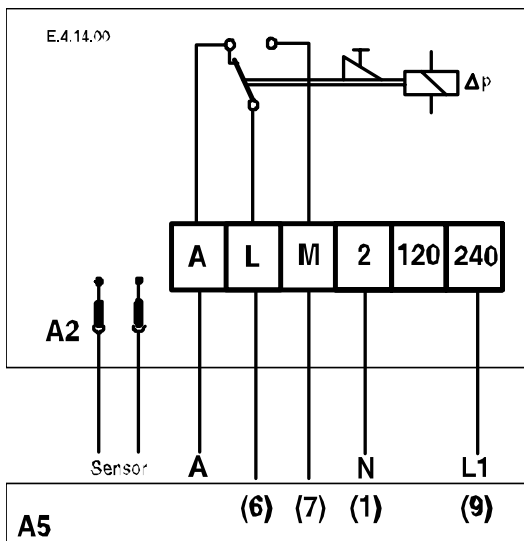 E.4.14.00
Δp
A L M 2 120 240
A2
Sensor A N L1
(6) (7) (1) (9)
A5